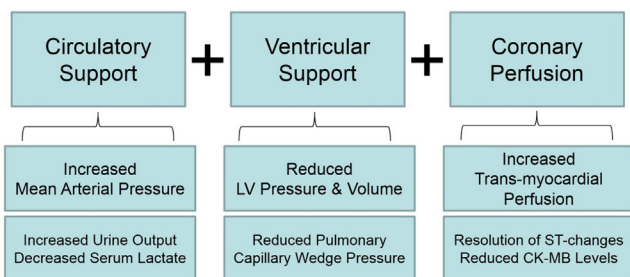 Circulatory
Support
+
Ventricular
Support
+
Coronary
Perfusion
Increased
Mean Arterial Pressure
Reduced
LV Pressure & Volume
Increased
Trans-myocardial
Perfusion
Increased Urine Output
Decreased Serum Lactate
Reduced Pulmonary
Capillary Wedge Pressure
Resolution of ST-changes
Reduced CK-MB Levels